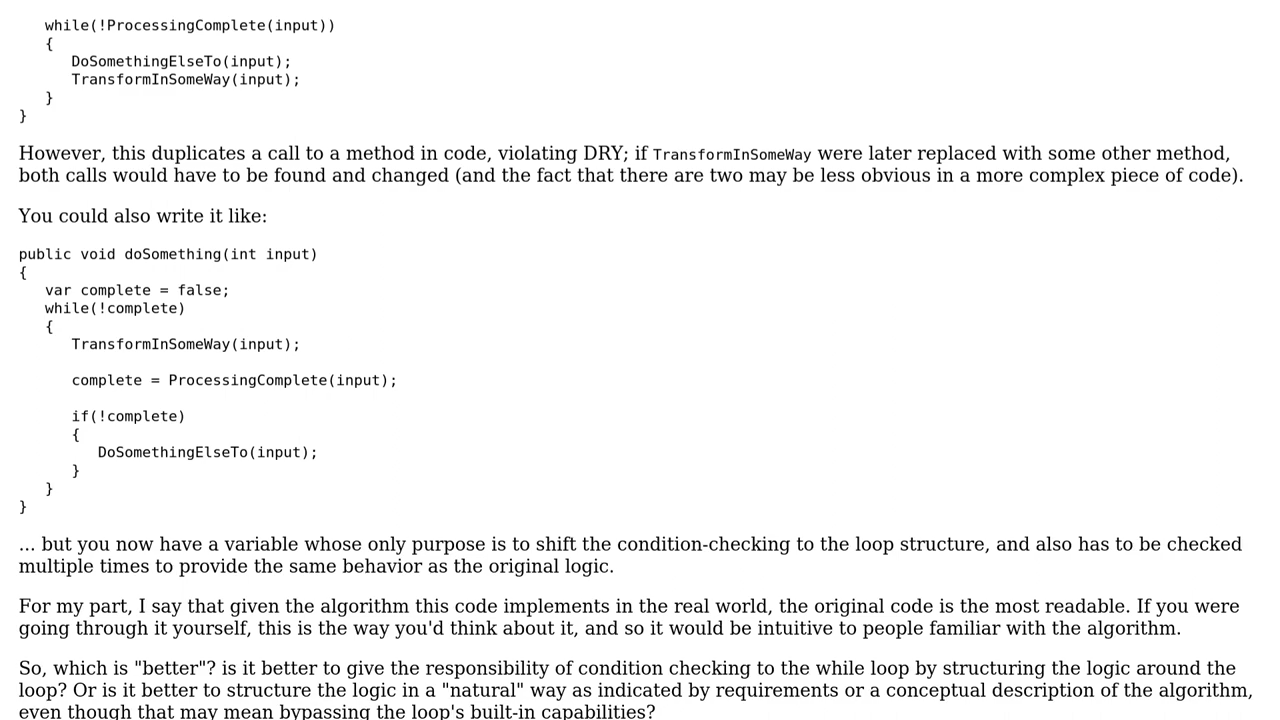 while(!ProcessingComplete(input))
{
DoSomethingElseTo(input);
TransformInSomeWay(input);
}
}
However, this duplicates a call to a method in code, violating DRY; if TransformInSomeWay were later replaced with some other method,
both calls would have to be found and changed (and the fact that there are two may be less obvious in a more complex piece of code).
You could also write it like:
public void doSomething(int input)
{
var complete = false;
while(!complete)
{
TransformInSomeWay(input);
complete = ProcessingComplete(input);
if(!complete)
{
DoSomethingElseTo(input);
}
}
}
... but you now have a variable whose only purpose is to shift the condition-checking to the loop structure, and also has to be checked
multiple times to provide the same behavior as the original logic.
For my part, I say that given the algorithm this code implements in the real world, the original code is the most readable. If you were
going through it yourself, this is the way you'd think about it, and so it would be intuitive to people familiar with the algorithm.
So, which is "better"? is it better to give the responsibility of condition checking to the while loop by structuring the logic around the
loop? Or is it better to structure the logic in a "natural" way as indicated by requirements or a conceptual description of the algorithm,
even though that may mean bypassing the loop's built-in capabilities?